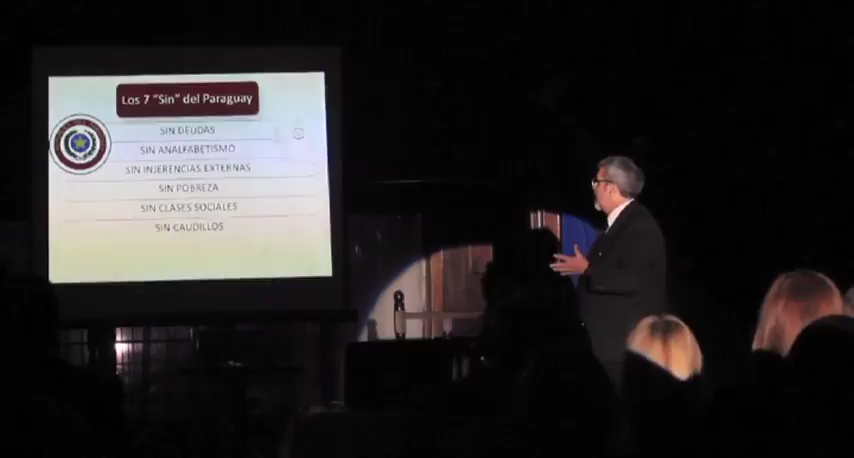 Los 7 "Sin" del Paraguay
SIN DEUDAS
SIN ANALFABETISMO
SIN INJERENCIAS EXTERNAS
SIN POBREZA
SIN CLASES SOCIALES
SIN CAUDILLOS